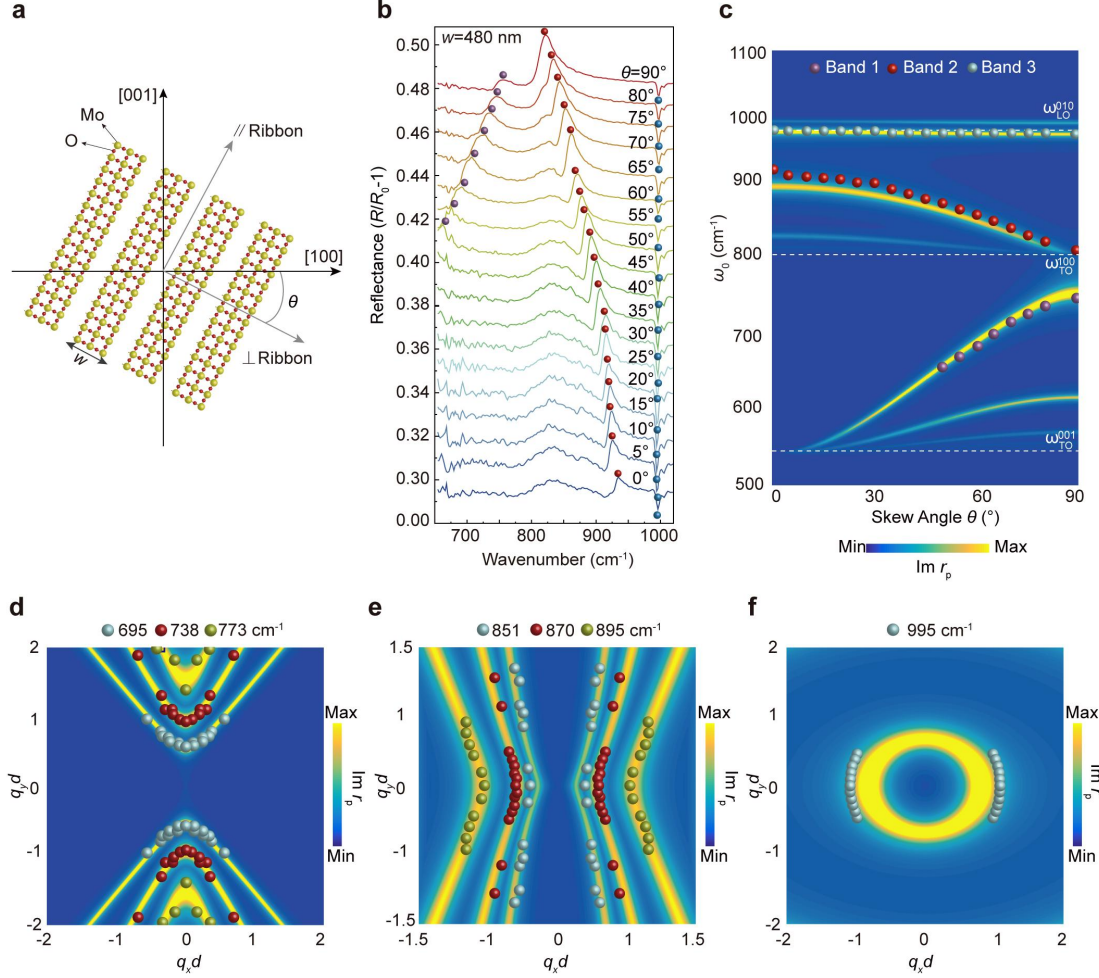 a
[001]
Mo
O
// Ribbon
[100]
θ
⊥ Ribbon
w
b
w=480 nm
Reflectance (R/R₀-1)
0.50
0.48
0.46
0.44
0.42
0.40
0.38
0.36
0.34
0.32
0.30
0.00
θ=90°
80°
75°
70°
65°
60°
55°
50°
45°
40°
35°
30°
25°
20°
15°
10°
5°
0°
700 800 900 1000
Wavenumber (cm⁻¹)
c
Band 1 Band 2 Band 3
ω₀ (cm⁻¹)
1100
1000
900
800
700
600
500
ω010LO
ω100TO
ω001TO
0 30 60 90
Skew Angle θ (°)
Min Max
Im rₚ
d
695 738 773 cm⁻¹
qyd
2
1
0
-1
-2
-2 -1 0 1 2
qxd
Max
Im rₚ
Min
e
851 870 895 cm⁻¹
qyd
1.5
1
0
-1
-1.5
-1.5 -1 0 1 1.5
qxd
Max
Im rₚ
Min
f
995 cm⁻¹
qyd
2
1
0
-1
-2
-2 -1 0 1 2
qxd
Max
Im rₚ
Min